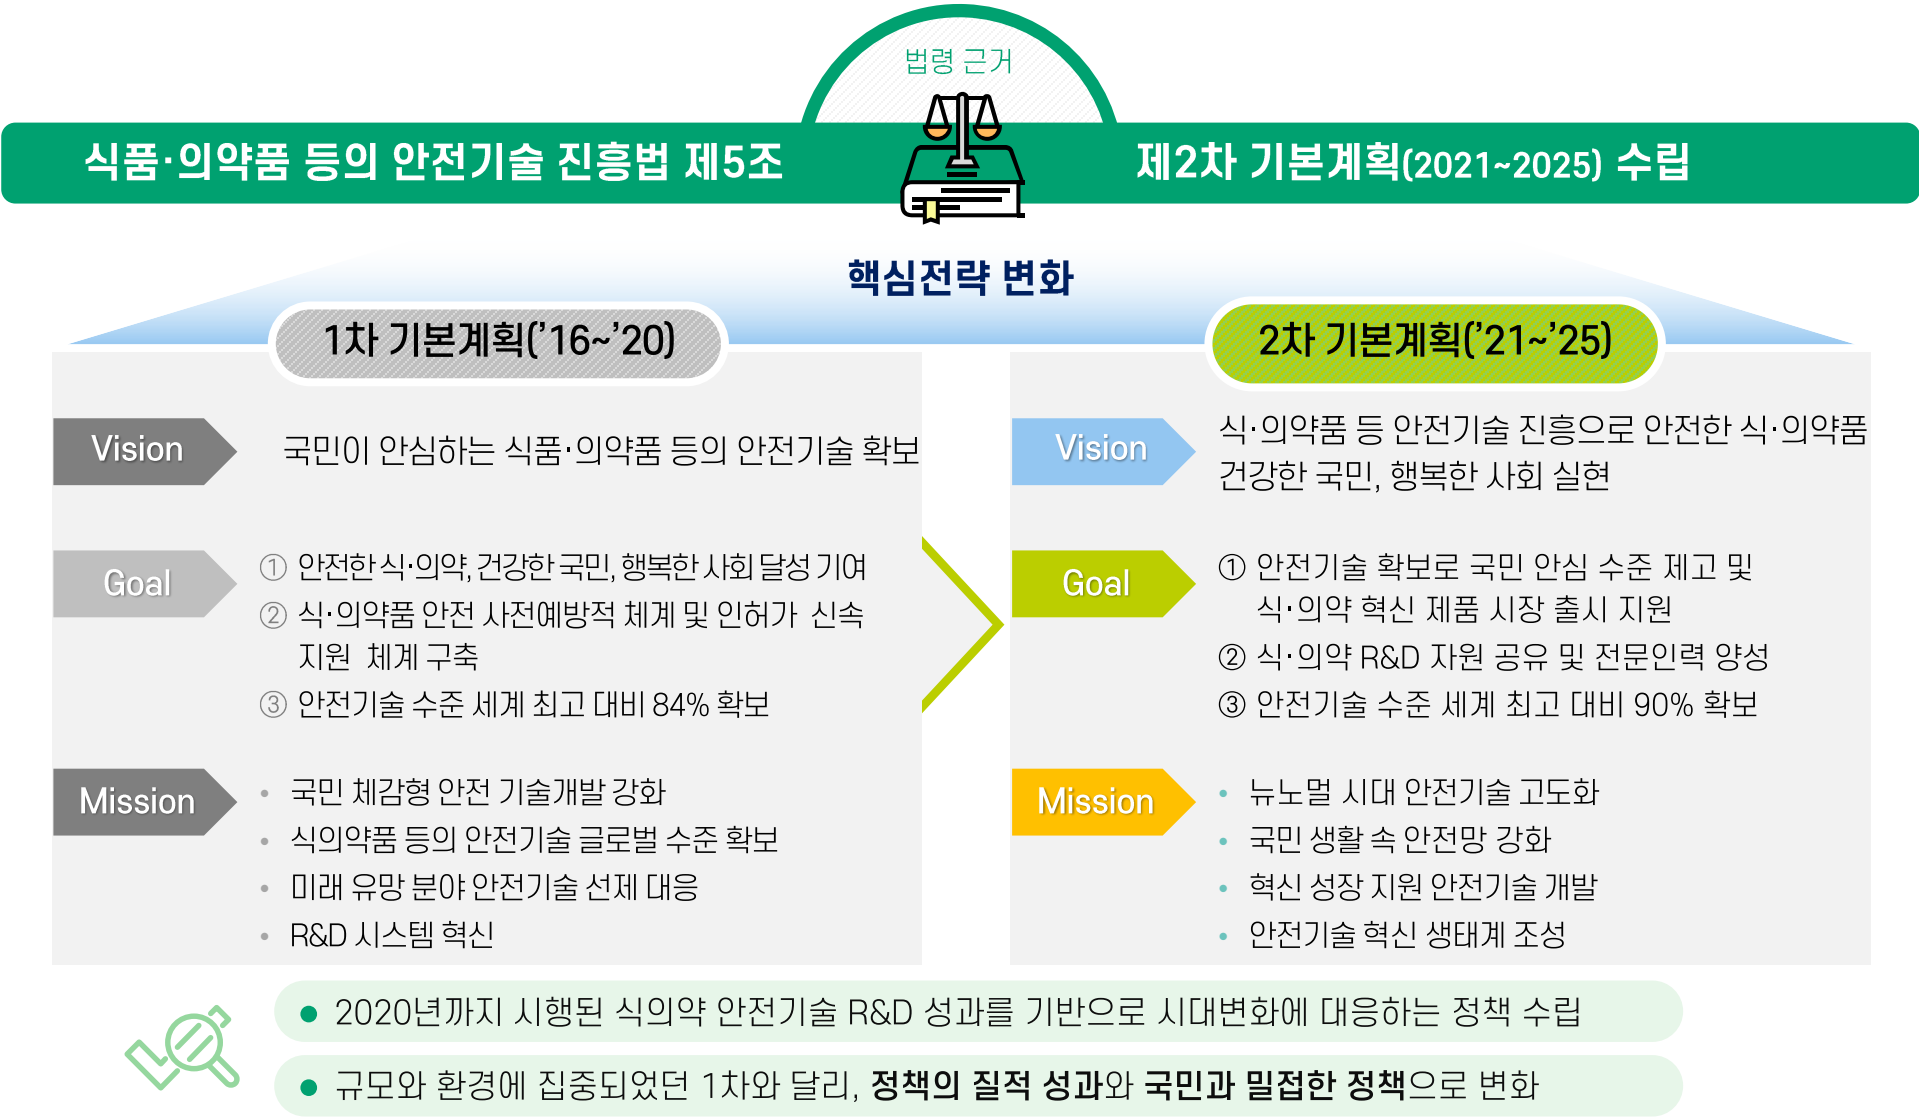 법령 근거
식품·의약품 등의 안전기술 진흥법 제5조
제2차 기본계획(2021~2025) 수립
핵심전략 변화
1차 기본계획(’16~’20)
Vision
국민이 안심하는 식품·의약품 등의 안전기술 확보
Goal
① 안전한 식·의약, 건강한 국민, 행복한 사회 달성 기여
② 식·의약품 안전 사전예방적 체계 및 인허가 신속
지원 체계 구축
③ 안전기술 수준 세계 최고 대비 84% 확보
Mission
• 국민 체감형 안전 기술개발 강화
• 식의약품 등의 안전기술 글로벌 수준 확보
• 미래 유망 분야 안전기술 선제 대응
• R&D 시스템 혁신
2차 기본계획(’21~’25)
Vision
식·의약품 등 안전기술 진흥으로 안전한 식·의약품
건강한 국민, 행복한 사회 실현
Goal
① 안전기술 확보로 국민 안심 수준 제고 및
식·의약 혁신 제품 시장 출시 지원
② 식·의약 R&D 자원 공유 및 전문인력 양성
③ 안전기술 수준 세계 최고 대비 90% 확보
Mission
• 뉴노멀 시대 안전기술 고도화
• 국민 생활 속 안전망 강화
• 혁신 성장 지원 안전기술 개발
• 안전기술 혁신 생태계 조성
● 2020년까지 시행된 식의약 안전기술 R&D 성과를 기반으로 시대변화에 대응하는 정책 수립
● 규모와 환경에 집중되었던 1차와 달리, 정책의 질적 성과와 국민과 밀접한 정책으로 변화